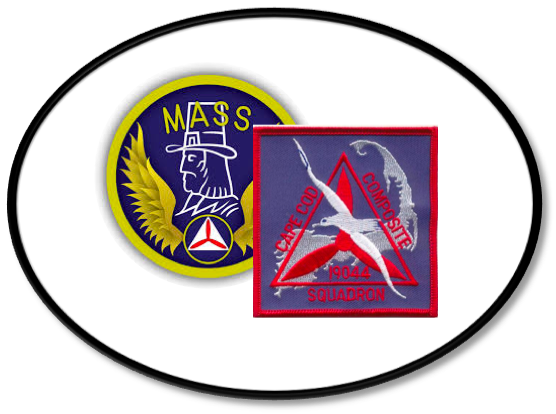 MASS
CAPE COD
COMPOSITE
19044
SQUADRON